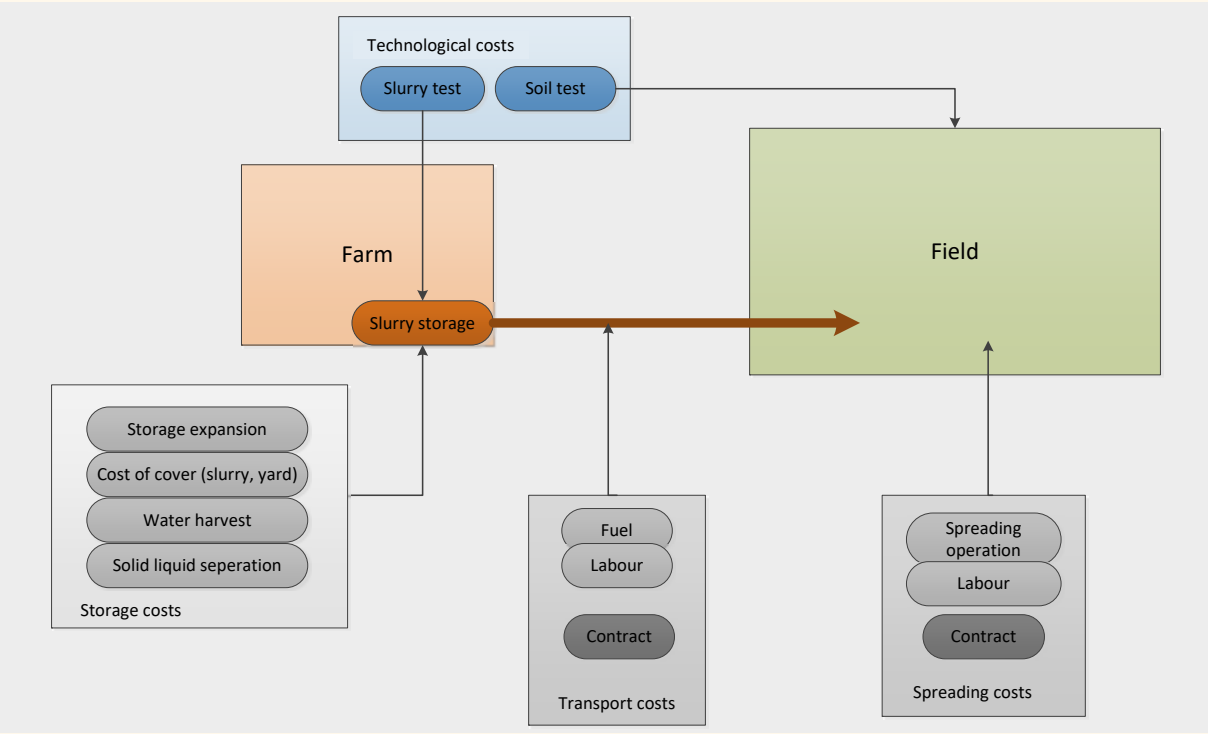 Technological costs
Slurry test
Soil test
Farm
Field
Slurry storage
Storage expansion
Cost of cover (slurry, yard)
Water harvest
Solid liquid seperation
Storage costs
Fuel
Labour
Contract
Transport costs
Spreading
operation
Labour
Contract
Spreading costs